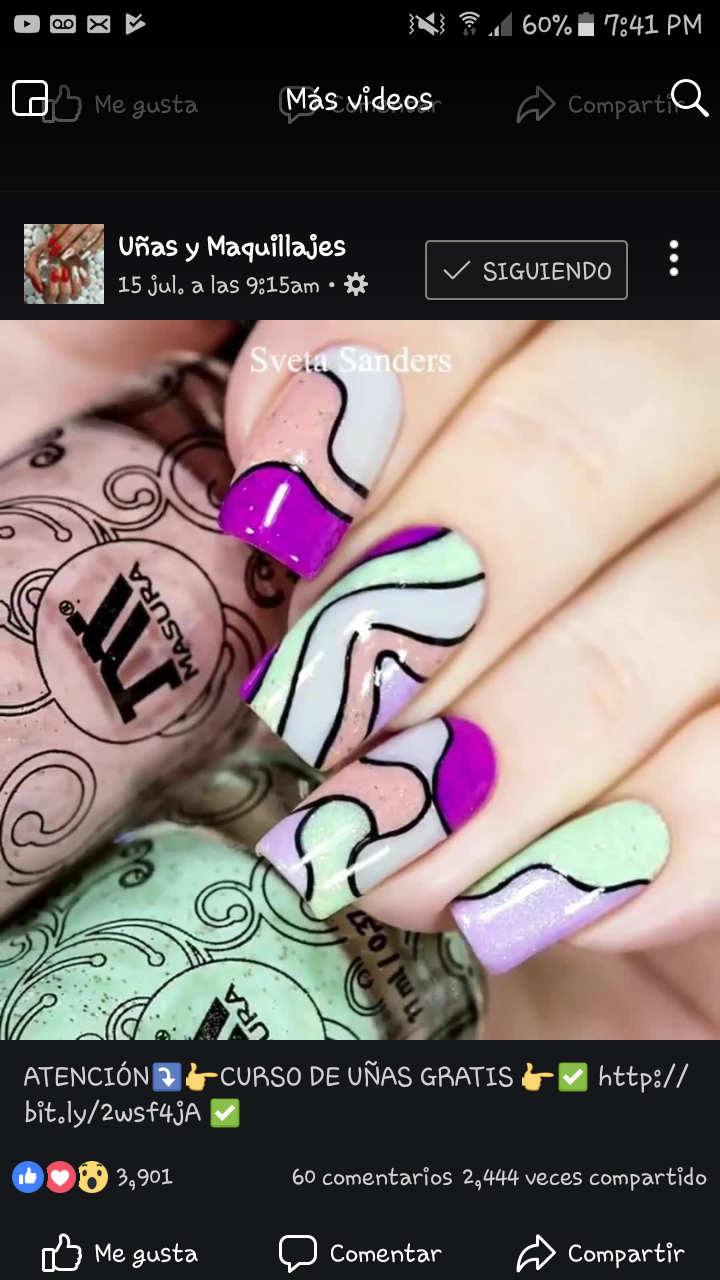 60% 7:41 PM
Me gusta Comentar Compartir
Más videos
Uñas y Maquillajes
15 jul. a las 9:15am •
SIGUIENDO
Sveta Sanders
m® MASURA
11 ml / 0,37
URA
ATENCIÓN⤵️👉CURSO DE UÑAS GRATIS 👉✅ http://
bit.ly/2wsf4jA ✅
3,901 60 comentarios 2,444 veces compartido
Me gusta Comentar Compartir